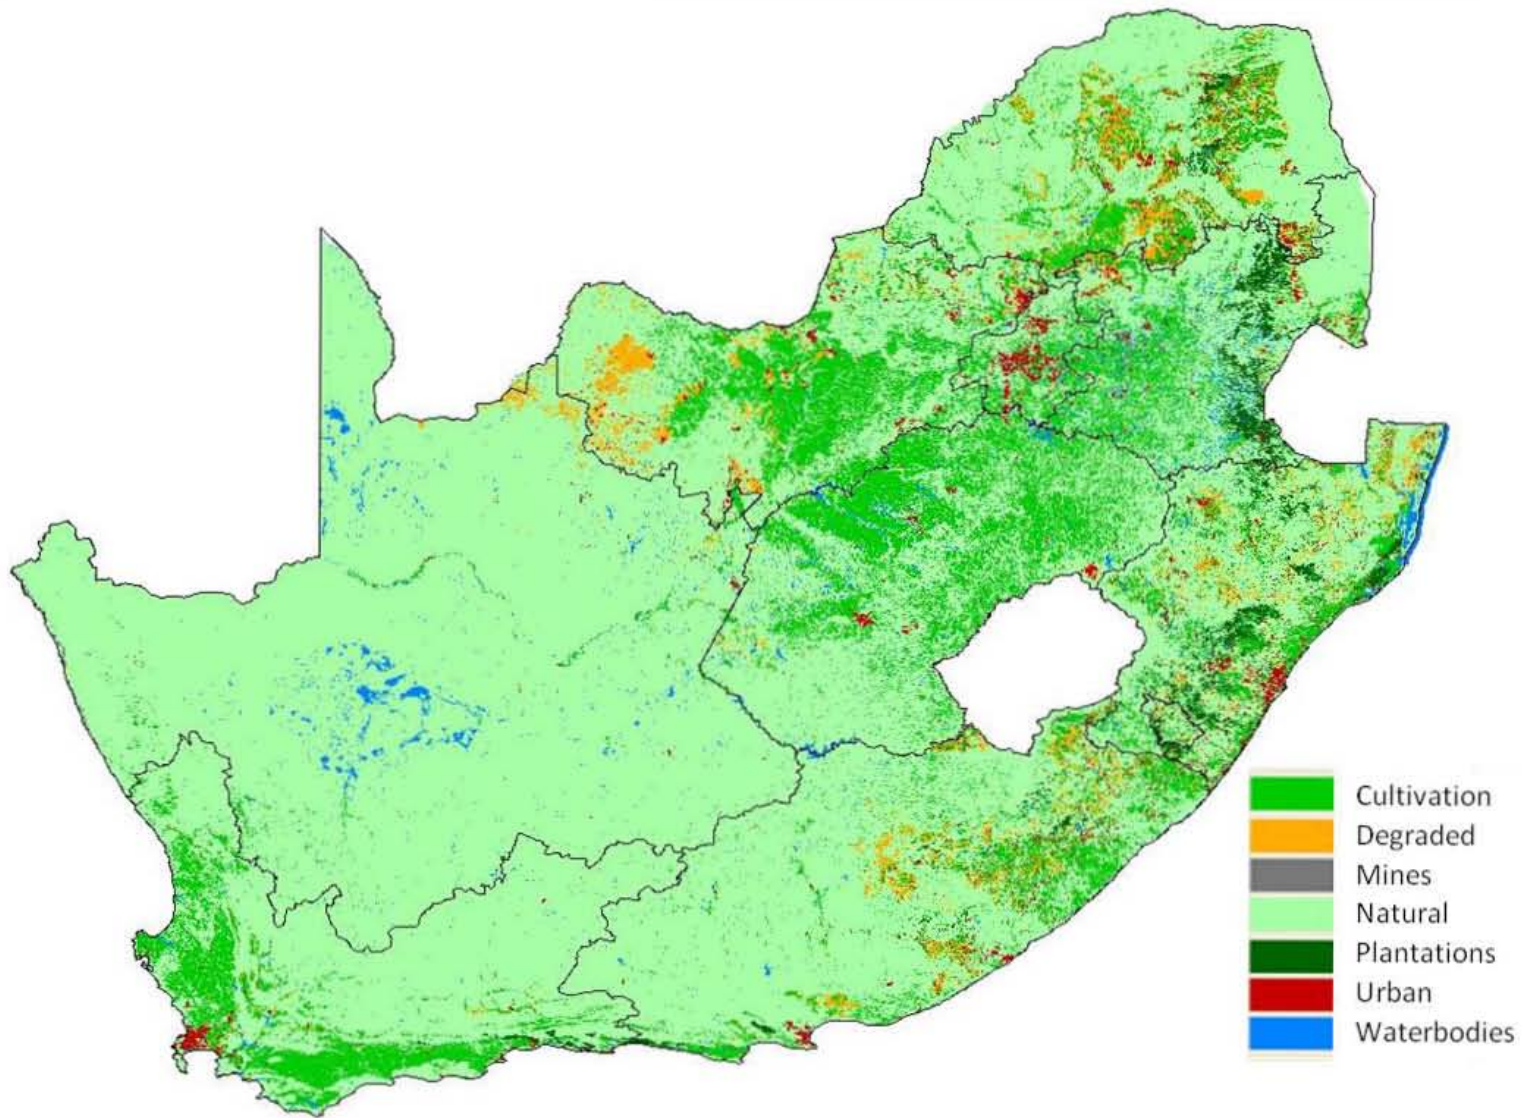 Cultivation
Degraded
Mines
Natural
Plantations
Urban
Waterbodies